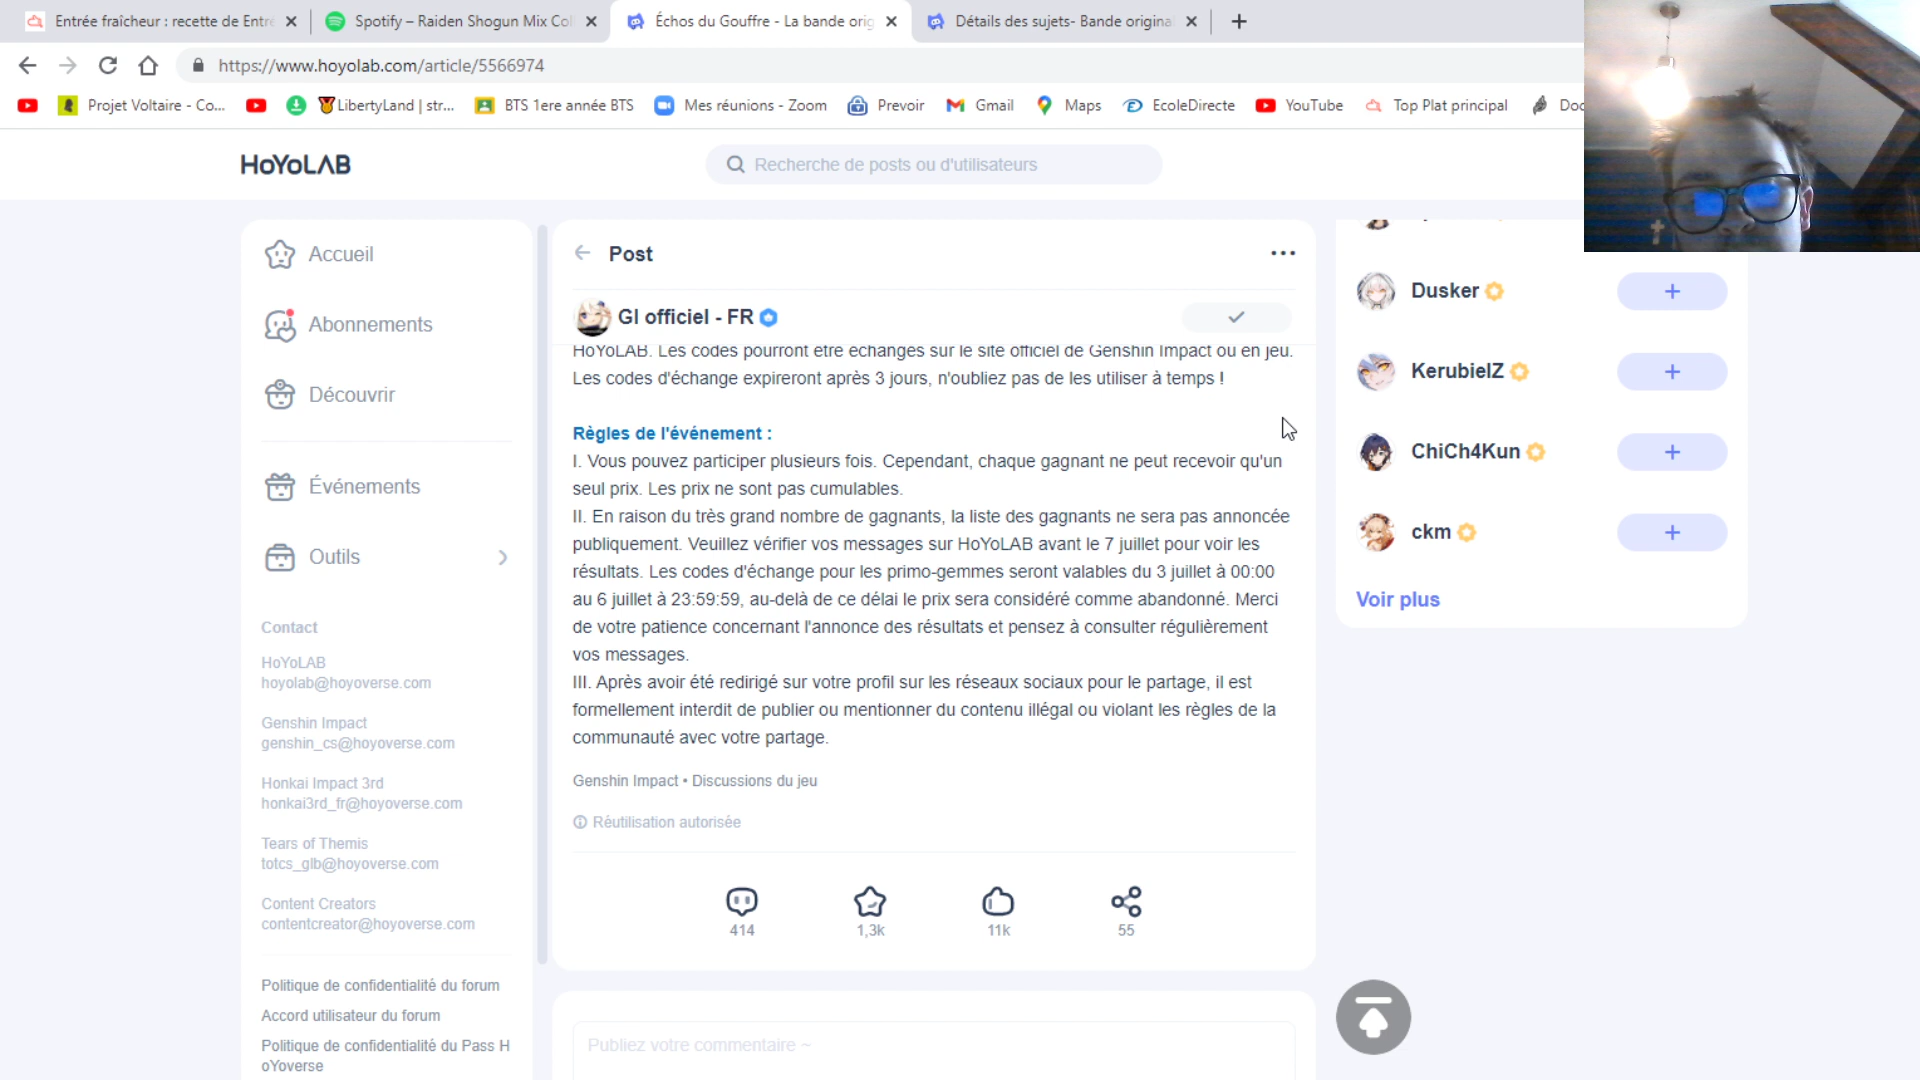 Entrée fraîcheur : recette de Entré
Spotify – Raiden Shogun Mix Col
Échos du Gouffre - La bande orig
Détails des sujets- Bande origina
https://www.hoyolab.com/article/5566974
Projet Voltaire - Co...
LibertyLand | str...
BTS 1ere année BTS
Mes réunions - Zoom
Prevoir
Gmail
Maps
EcoleDirecte
YouTube
Top Plat principal
Doc
HoYoLAB
Recherche de posts ou d'utilisateurs
Accueil
Abonnements
Découvrir
Événements
Outils
Contact
HoYoLAB
hoyolab@hoyoverse.com
Genshin Impact
genshin_cs@hoyoverse.com
Honkai Impact 3rd
honkai3rd_fr@hoyoverse.com
Tears of Themis
totcs_glb@hoyoverse.com
Content Creators
contentcreator@hoyoverse.com
Politique de confidentialité du forum
Accord utilisateur du forum
Politique de confidentialité du Pass H
oYoverse
Post
GI officiel - FR
HoYoLAB. Les codes pourront être échangés sur le site officiel de Genshin Impact ou en jeu.
Les codes d'échange expireront après 3 jours, n'oubliez pas de les utiliser à temps !
Règles de l'événement :
I. Vous pouvez participer plusieurs fois. Cependant, chaque gagnant ne peut recevoir qu'un
seul prix. Les prix ne sont pas cumulables.
II. En raison du très grand nombre de gagnants, la liste des gagnants ne sera pas annoncée
publiquement. Veuillez vérifier vos messages sur HoYoLAB avant le 7 juillet pour voir les
résultats. Les codes d'échange pour les primo-gemmes seront valables du 3 juillet à 00:00
au 6 juillet à 23:59:59, au-delà de ce délai le prix sera considéré comme abandonné. Merci
de votre patience concernant l'annonce des résultats et pensez à consulter régulièrement
vos messages.
III. Après avoir été redirigé sur votre profil sur les réseaux sociaux pour le partage, il est
formellement interdit de publier ou mentionner du contenu illégal ou violant les règles de la
communauté avec votre partage.
Genshin Impact • Discussions du jeu
Réutilisation autorisée
414
1,3k
11k
55
Publiez votre commentaire ~
Dusker
KerubielZ
ChiCh4Kun
ckm
Voir plus